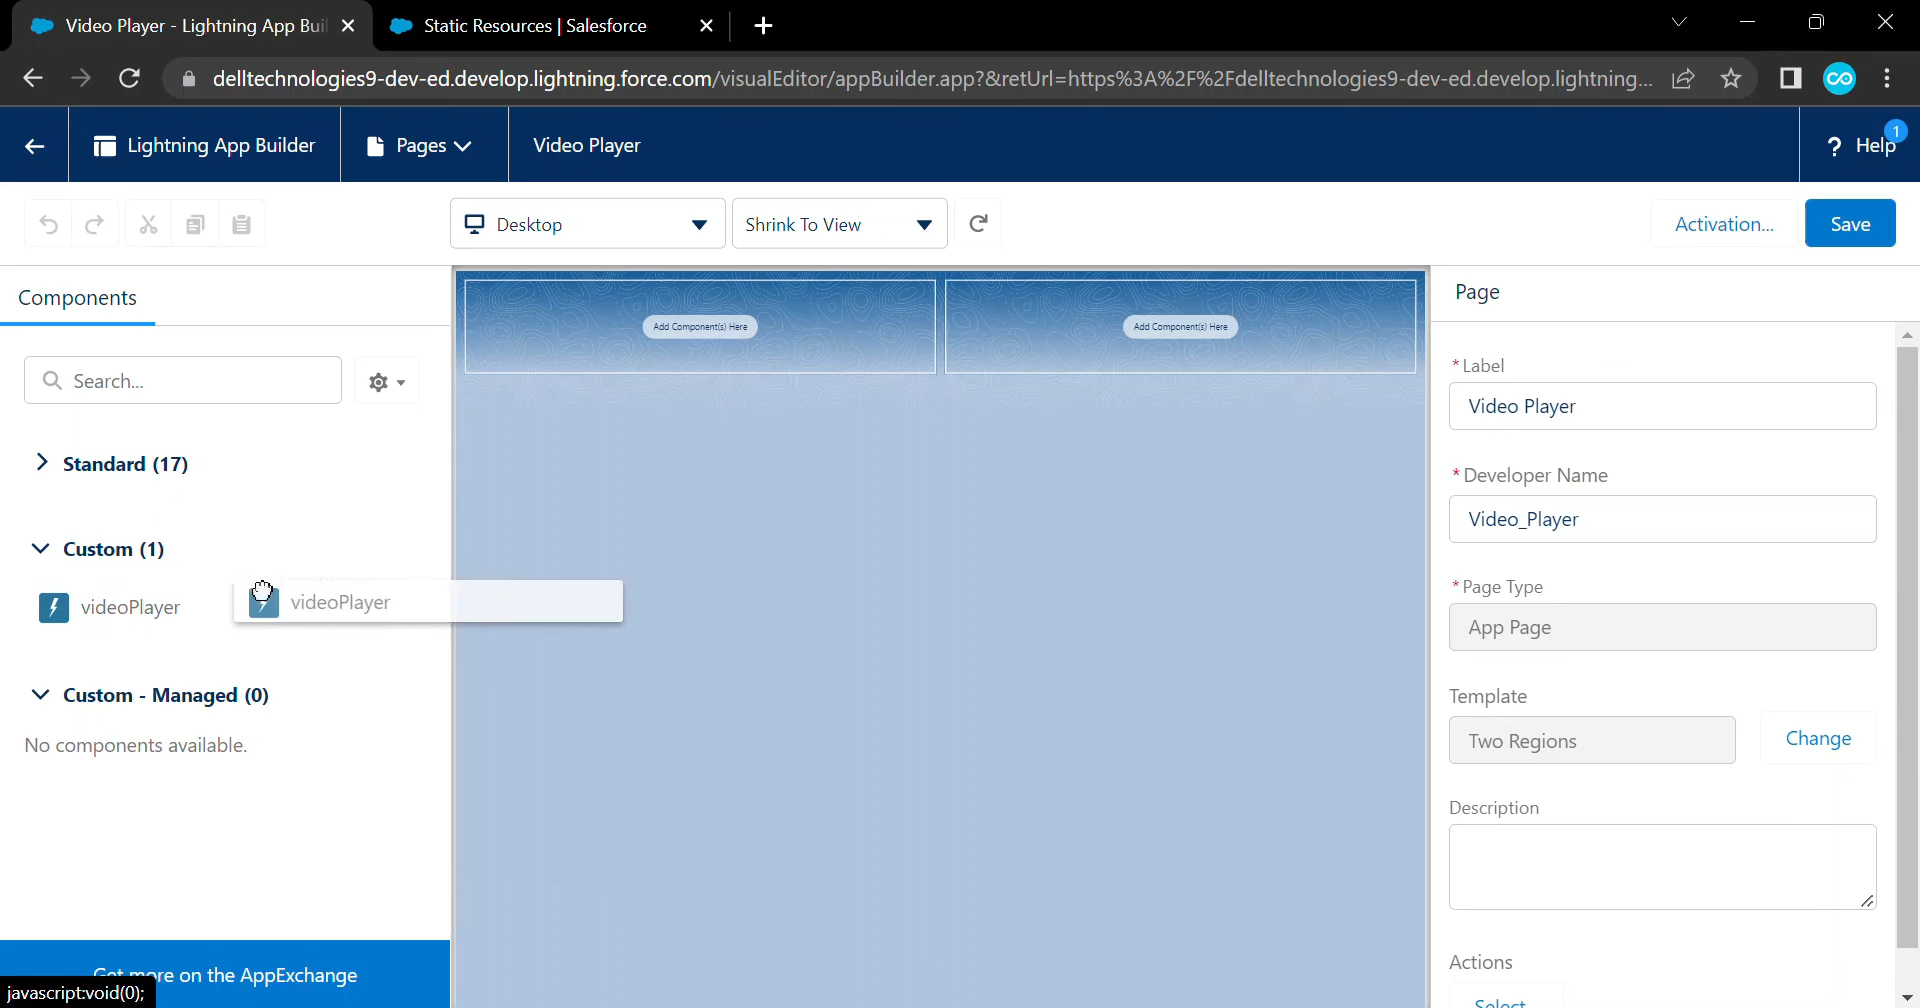 Video Player - Lightning App Bui
Static Resources | Salesforce
delltechnologies9-dev-ed.develop.lightning.force.com/visualEditor/appBuilder.app?&retUrl=https%3A%2F%2Fdelltechnologies9-dev-ed.develop.lightning...
Lightning App Builder
Pages
Video Player
? Help
1
Desktop
Shrink To View
Activation...
Save
Components
Search...
Standard (17)
Custom (1)
videoPlayer
videoPlayer
Custom - Managed (0)
No components available.
Get more on the AppExchange
javascript:void(0);
Add Component(s) Here
Add Component(s) Here
Page
* Label
Video Player
* Developer Name
Video_Player
* Page Type
App Page
Template
Two Regions
Change
Description
Actions
Select